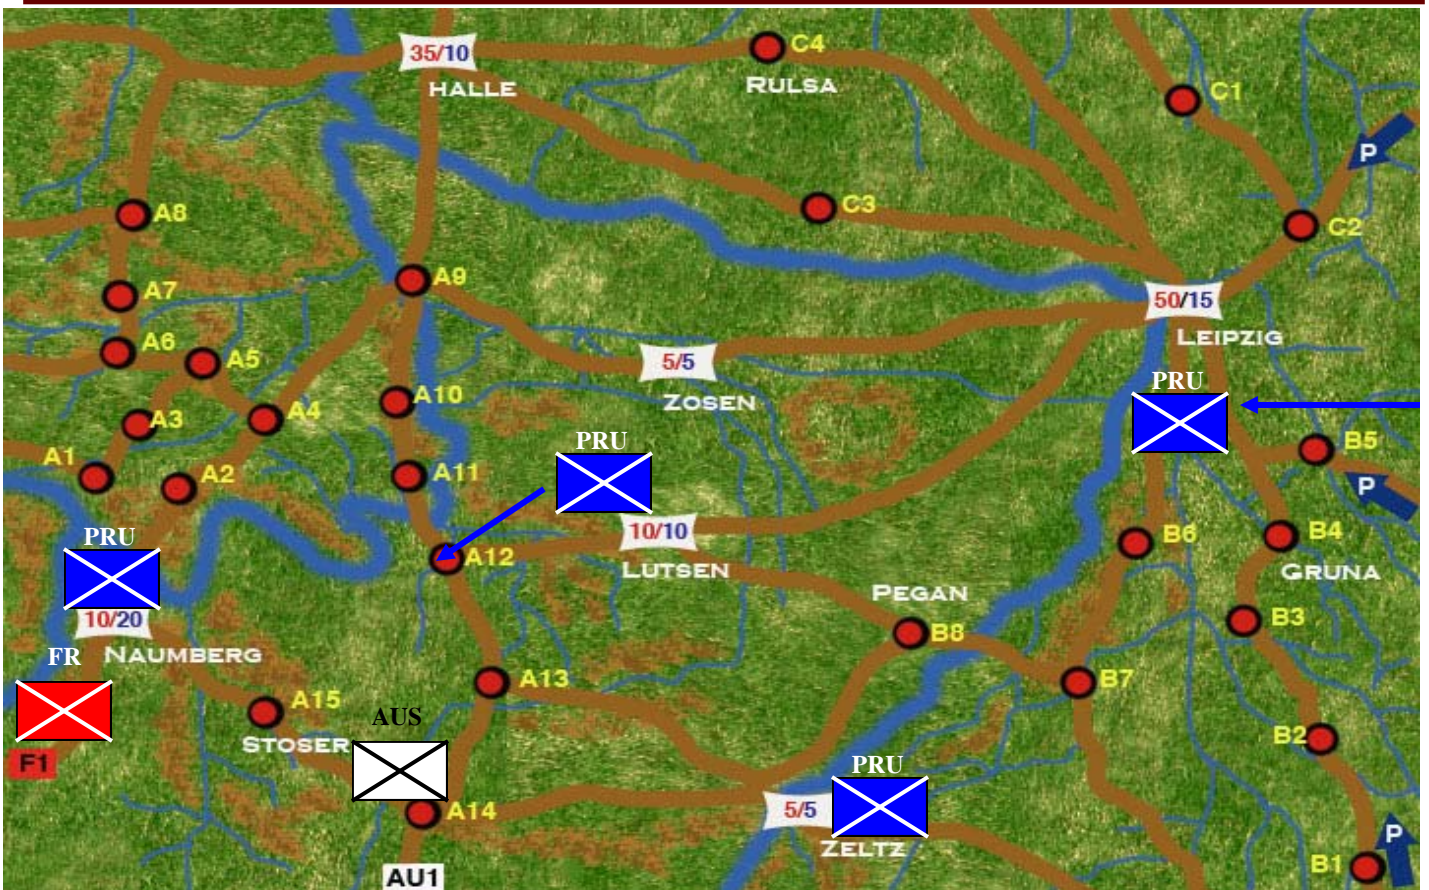 35/10
HALLE
C4
RULSA
C1
P
A8
C3
C2
A9
A7
50/15
LEIPZIG
A6
A5
5/5
ZOSEN
PRU
A10
A3
A4
PRU
B5
A1
A2
A11
P
10/10
LUTSEN
PRU
A12
B6
B4
GRUNA
PEGAN
10/20
NAUMBERG
B8
B3
FR
A13
B7
A15
STOSER
AUS
B2
F1
PRU
A14
5/5
ZELTZ
P
AU1
B1